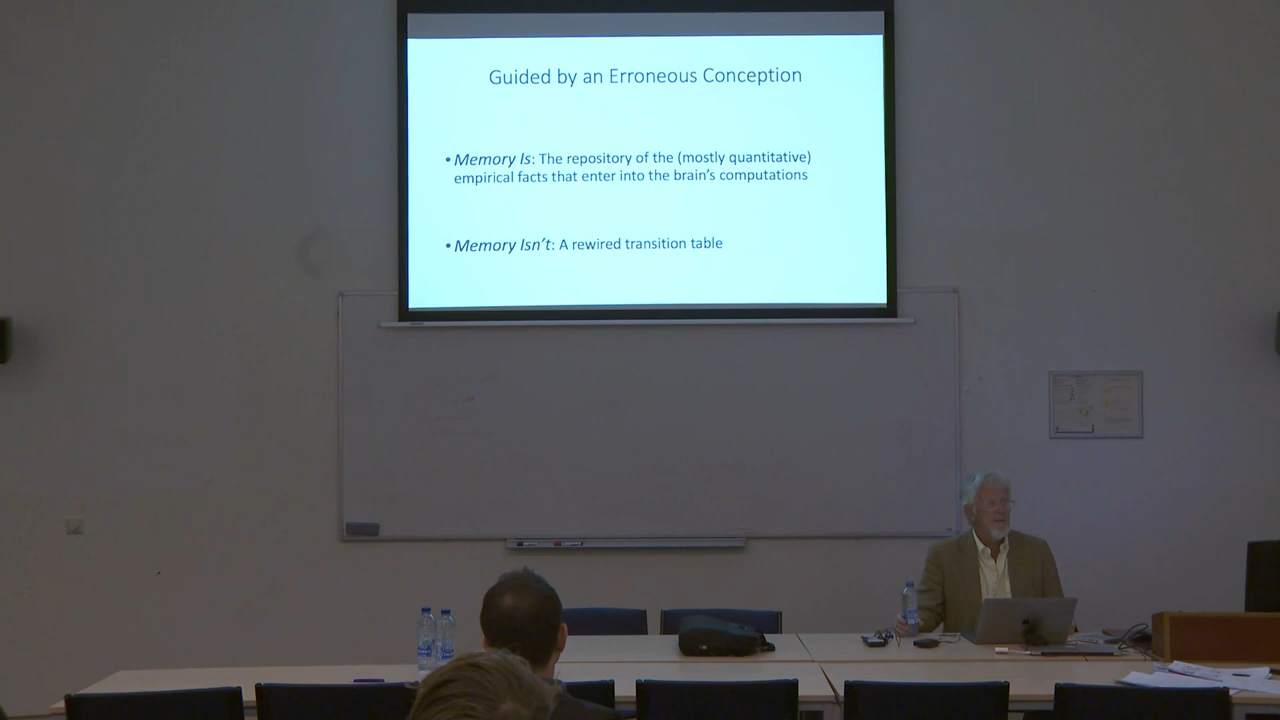 Guided by an Erroneous Conception
• Memory Is: The repository of the (mostly quantitative)
empirical facts that enter into the brain's computations
• Memory Isn't: A rewired transition table